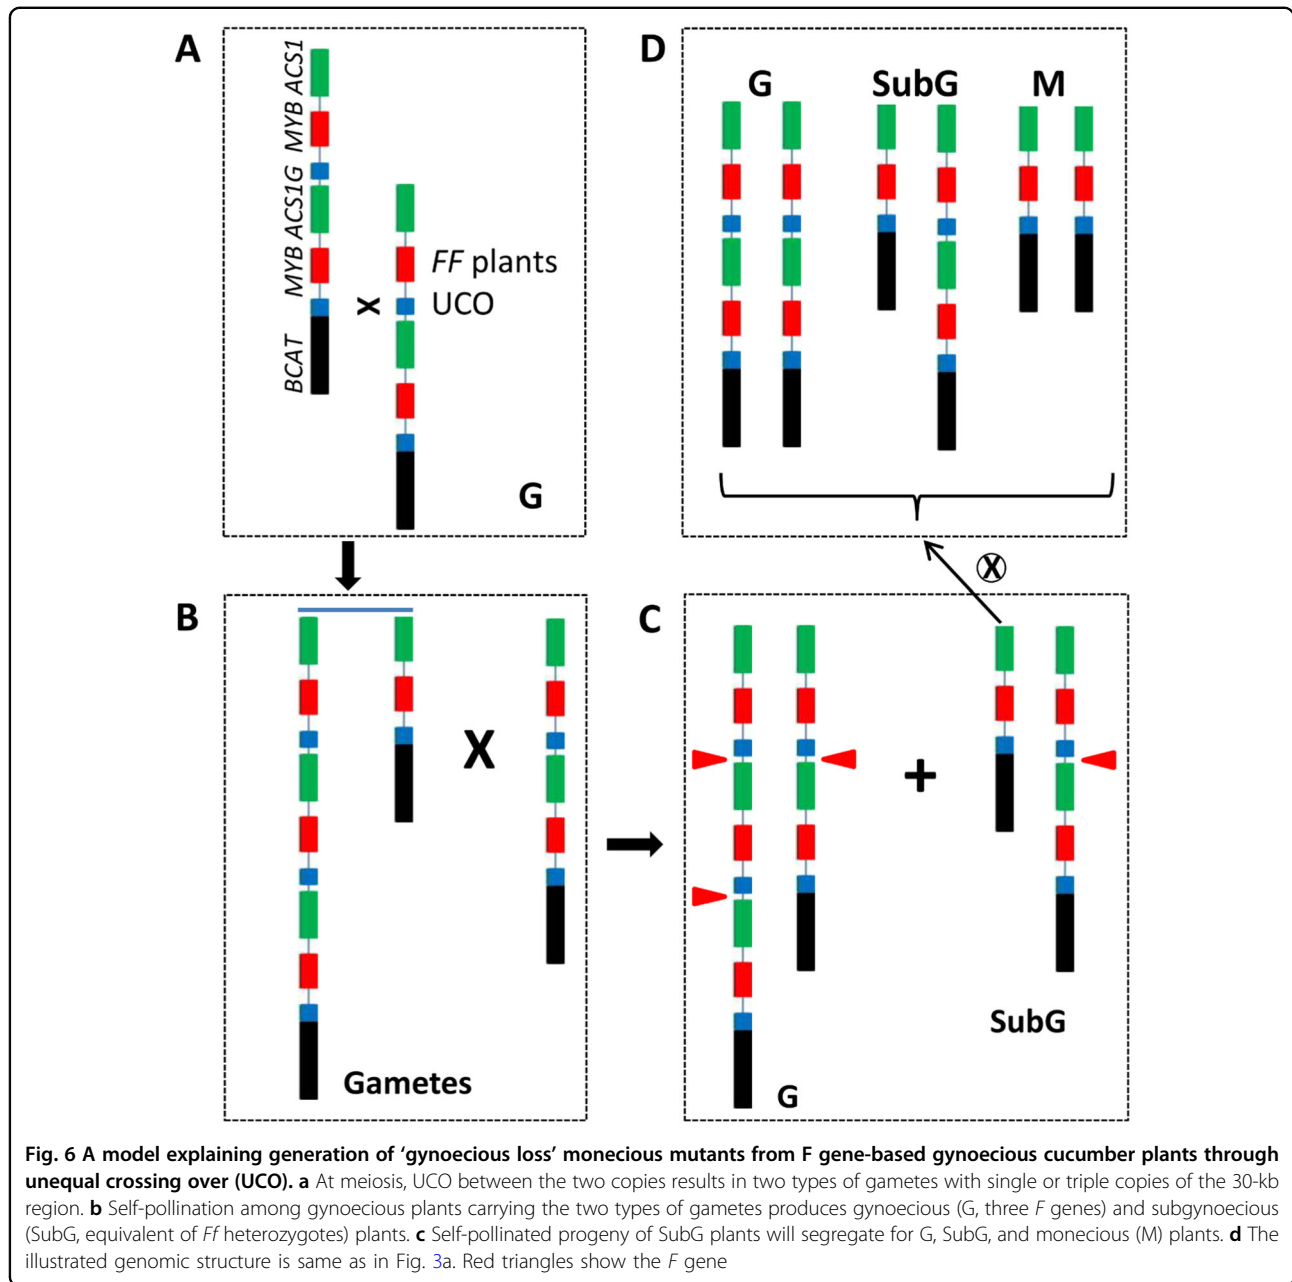 A
BCAT MYB ACS1G MYB ACS1
X
FF plants
UCO
G
D
G SubG M
B
X
Gametes
C
X
+
G
SubG
Fig. 6 A model explaining generation of ‘gynoecious loss’ monecious mutants from F gene-based gynoecious cucumber plants through
unequal crossing over (UCO). a At meiosis, UCO between the two copies results in two types of gametes with single or triple copies of the 30-kb
region. b Self-pollination among gynoecious plants carrying the two types of gametes produces gynoecious (G, three F genes) and subgynoecious
(SubG, equivalent of Ff heterozygotes) plants. c Self-pollinated progeny of SubG plants will segregate for G, SubG, and monecious (M) plants. d The
illustrated genomic structure is same as in Fig. 3a. Red triangles show the F gene